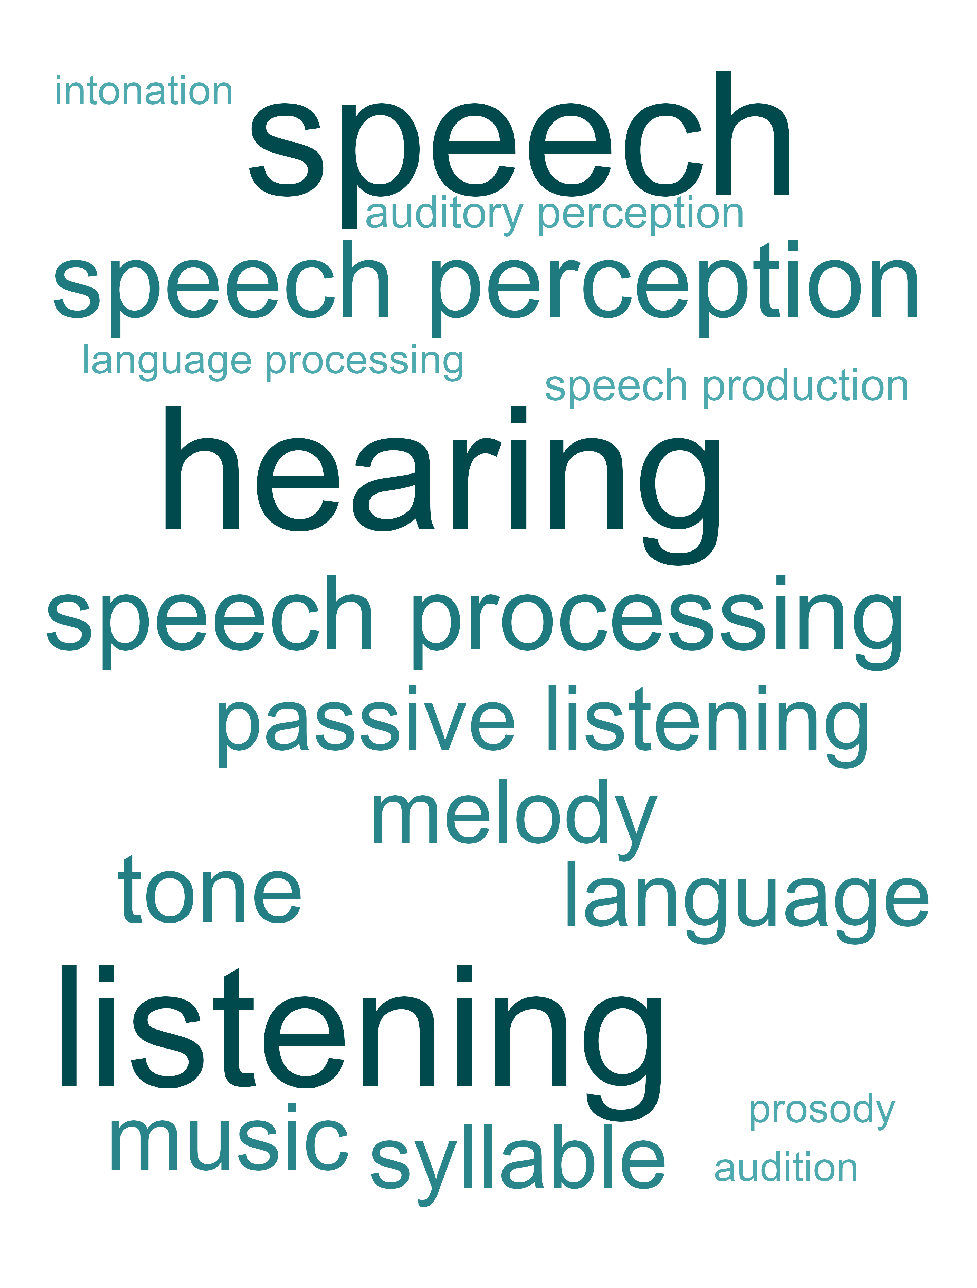 intonation
speech
auditory perception
speech perception
language processing
speech production
hearing
speech processing
passive listening
melody
tone
language
listening
music
syllable
prosody
audition